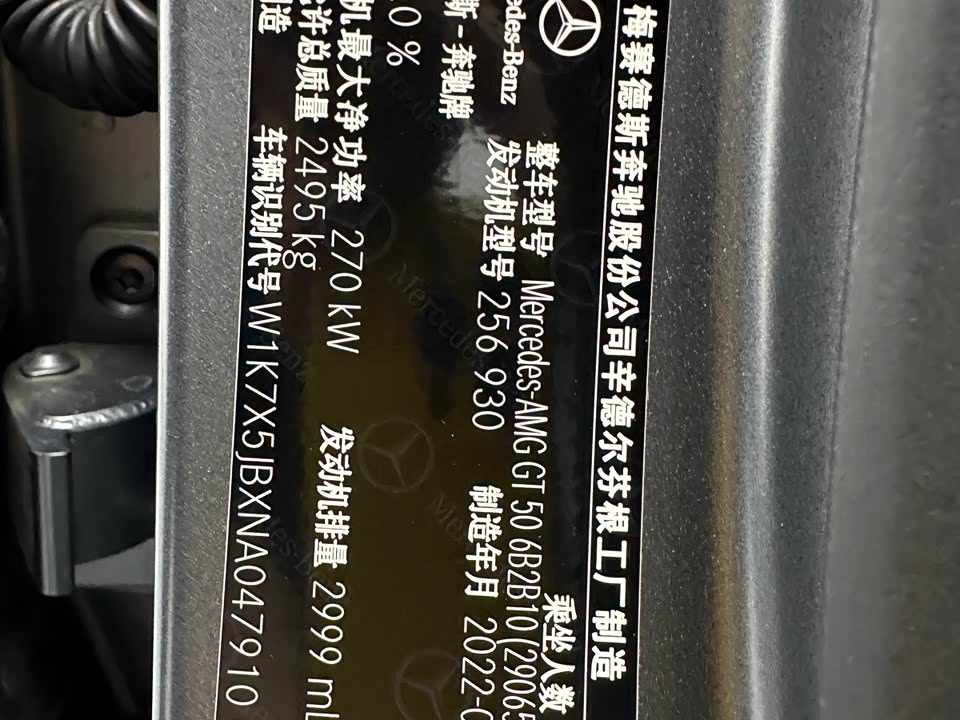 梅赛德斯奔驰股份公司辛德尔芬根工厂制造
Mercedes-Benz
整车型号 Mercedes-AMG GT 50 6B2B10(29065
乘坐人数
发动机型号 256 930
斯-奔驰牌
制造年月 2022-0
0 %
机最大净功率 270 kW
发动机排量 2999 mL
许总质量 2495 kg
造
车辆识别代号 W1K7X5JBXNA047910